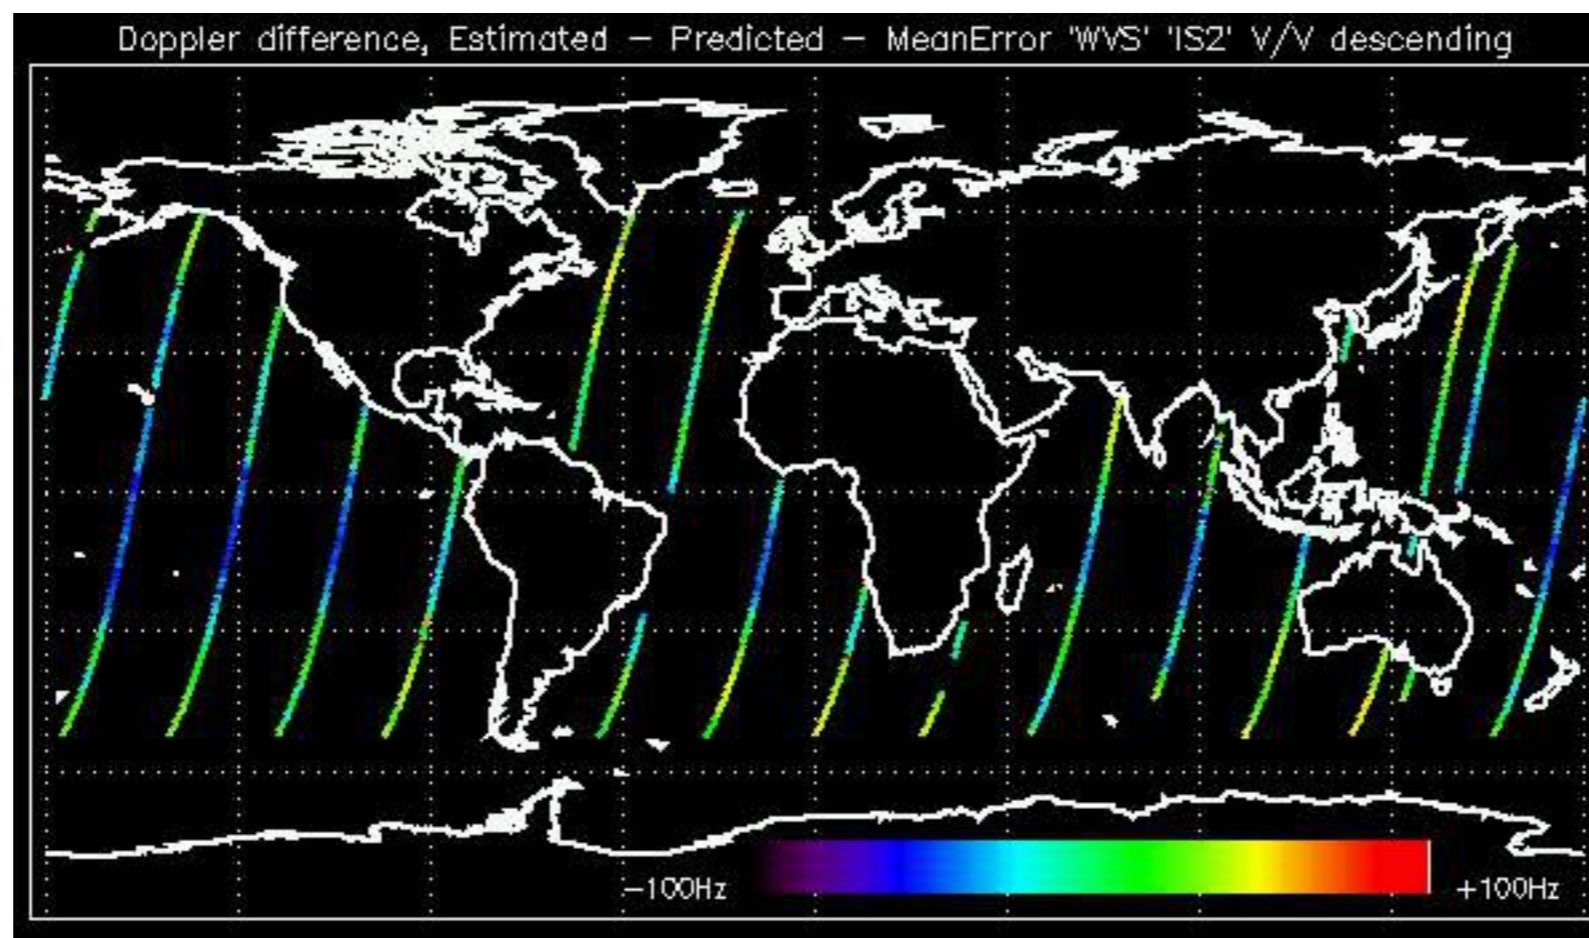 Doppler difference, Estimated – Predicted – MeanError 'WVS' 'IS2' V/V descending
–100Hz
+100Hz